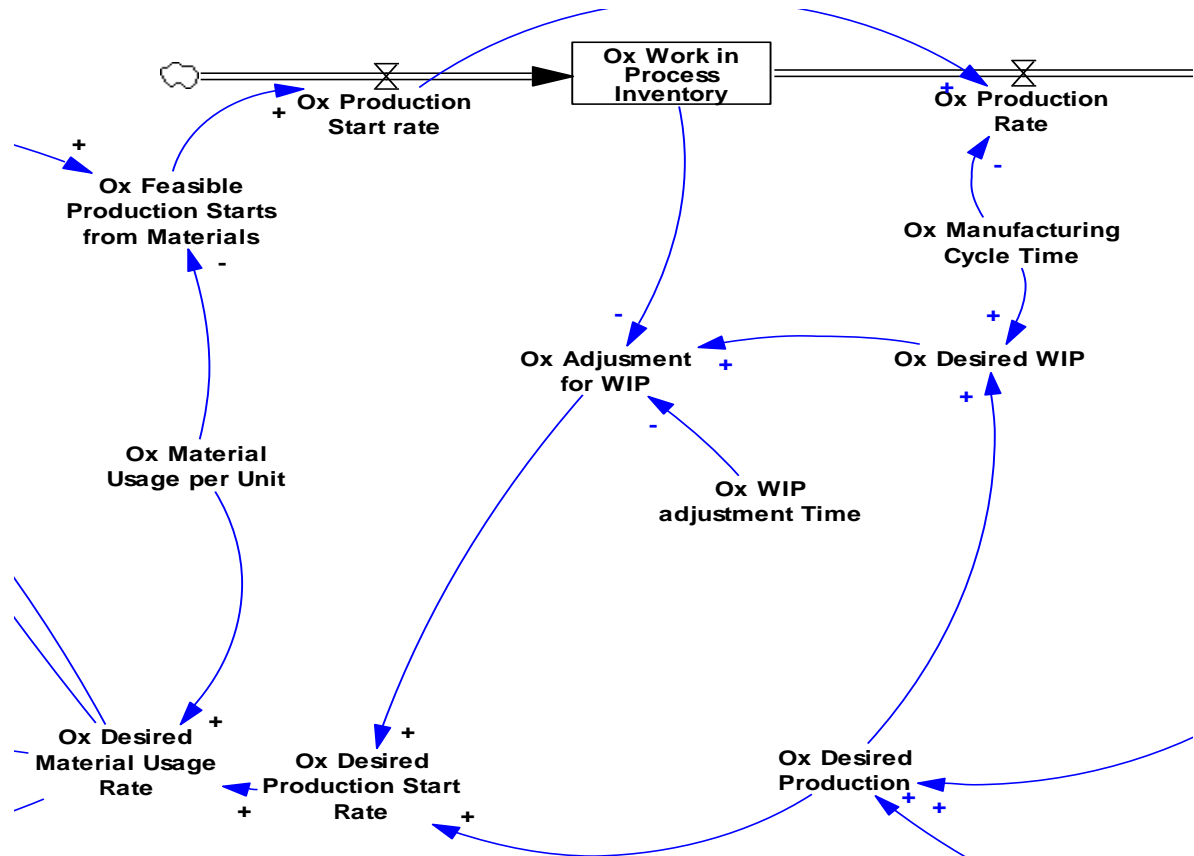 Ox Work in
Process
Inventory
Ox Production
Start rate
+
+
Ox Production
Rate
+
-
Ox Feasible
Production Starts
from Materials
-
Ox Manufacturing
Cycle Time
+
-
Ox Adjusment
for WIP
+
Ox Desired WIP
+
-
Ox Material
Usage per Unit
Ox WIP
adjustment Time
+
Ox Desired
Material Usage
Rate
+
+
Ox Desired
Production Start
Rate
+
Ox Desired
Production
+
+